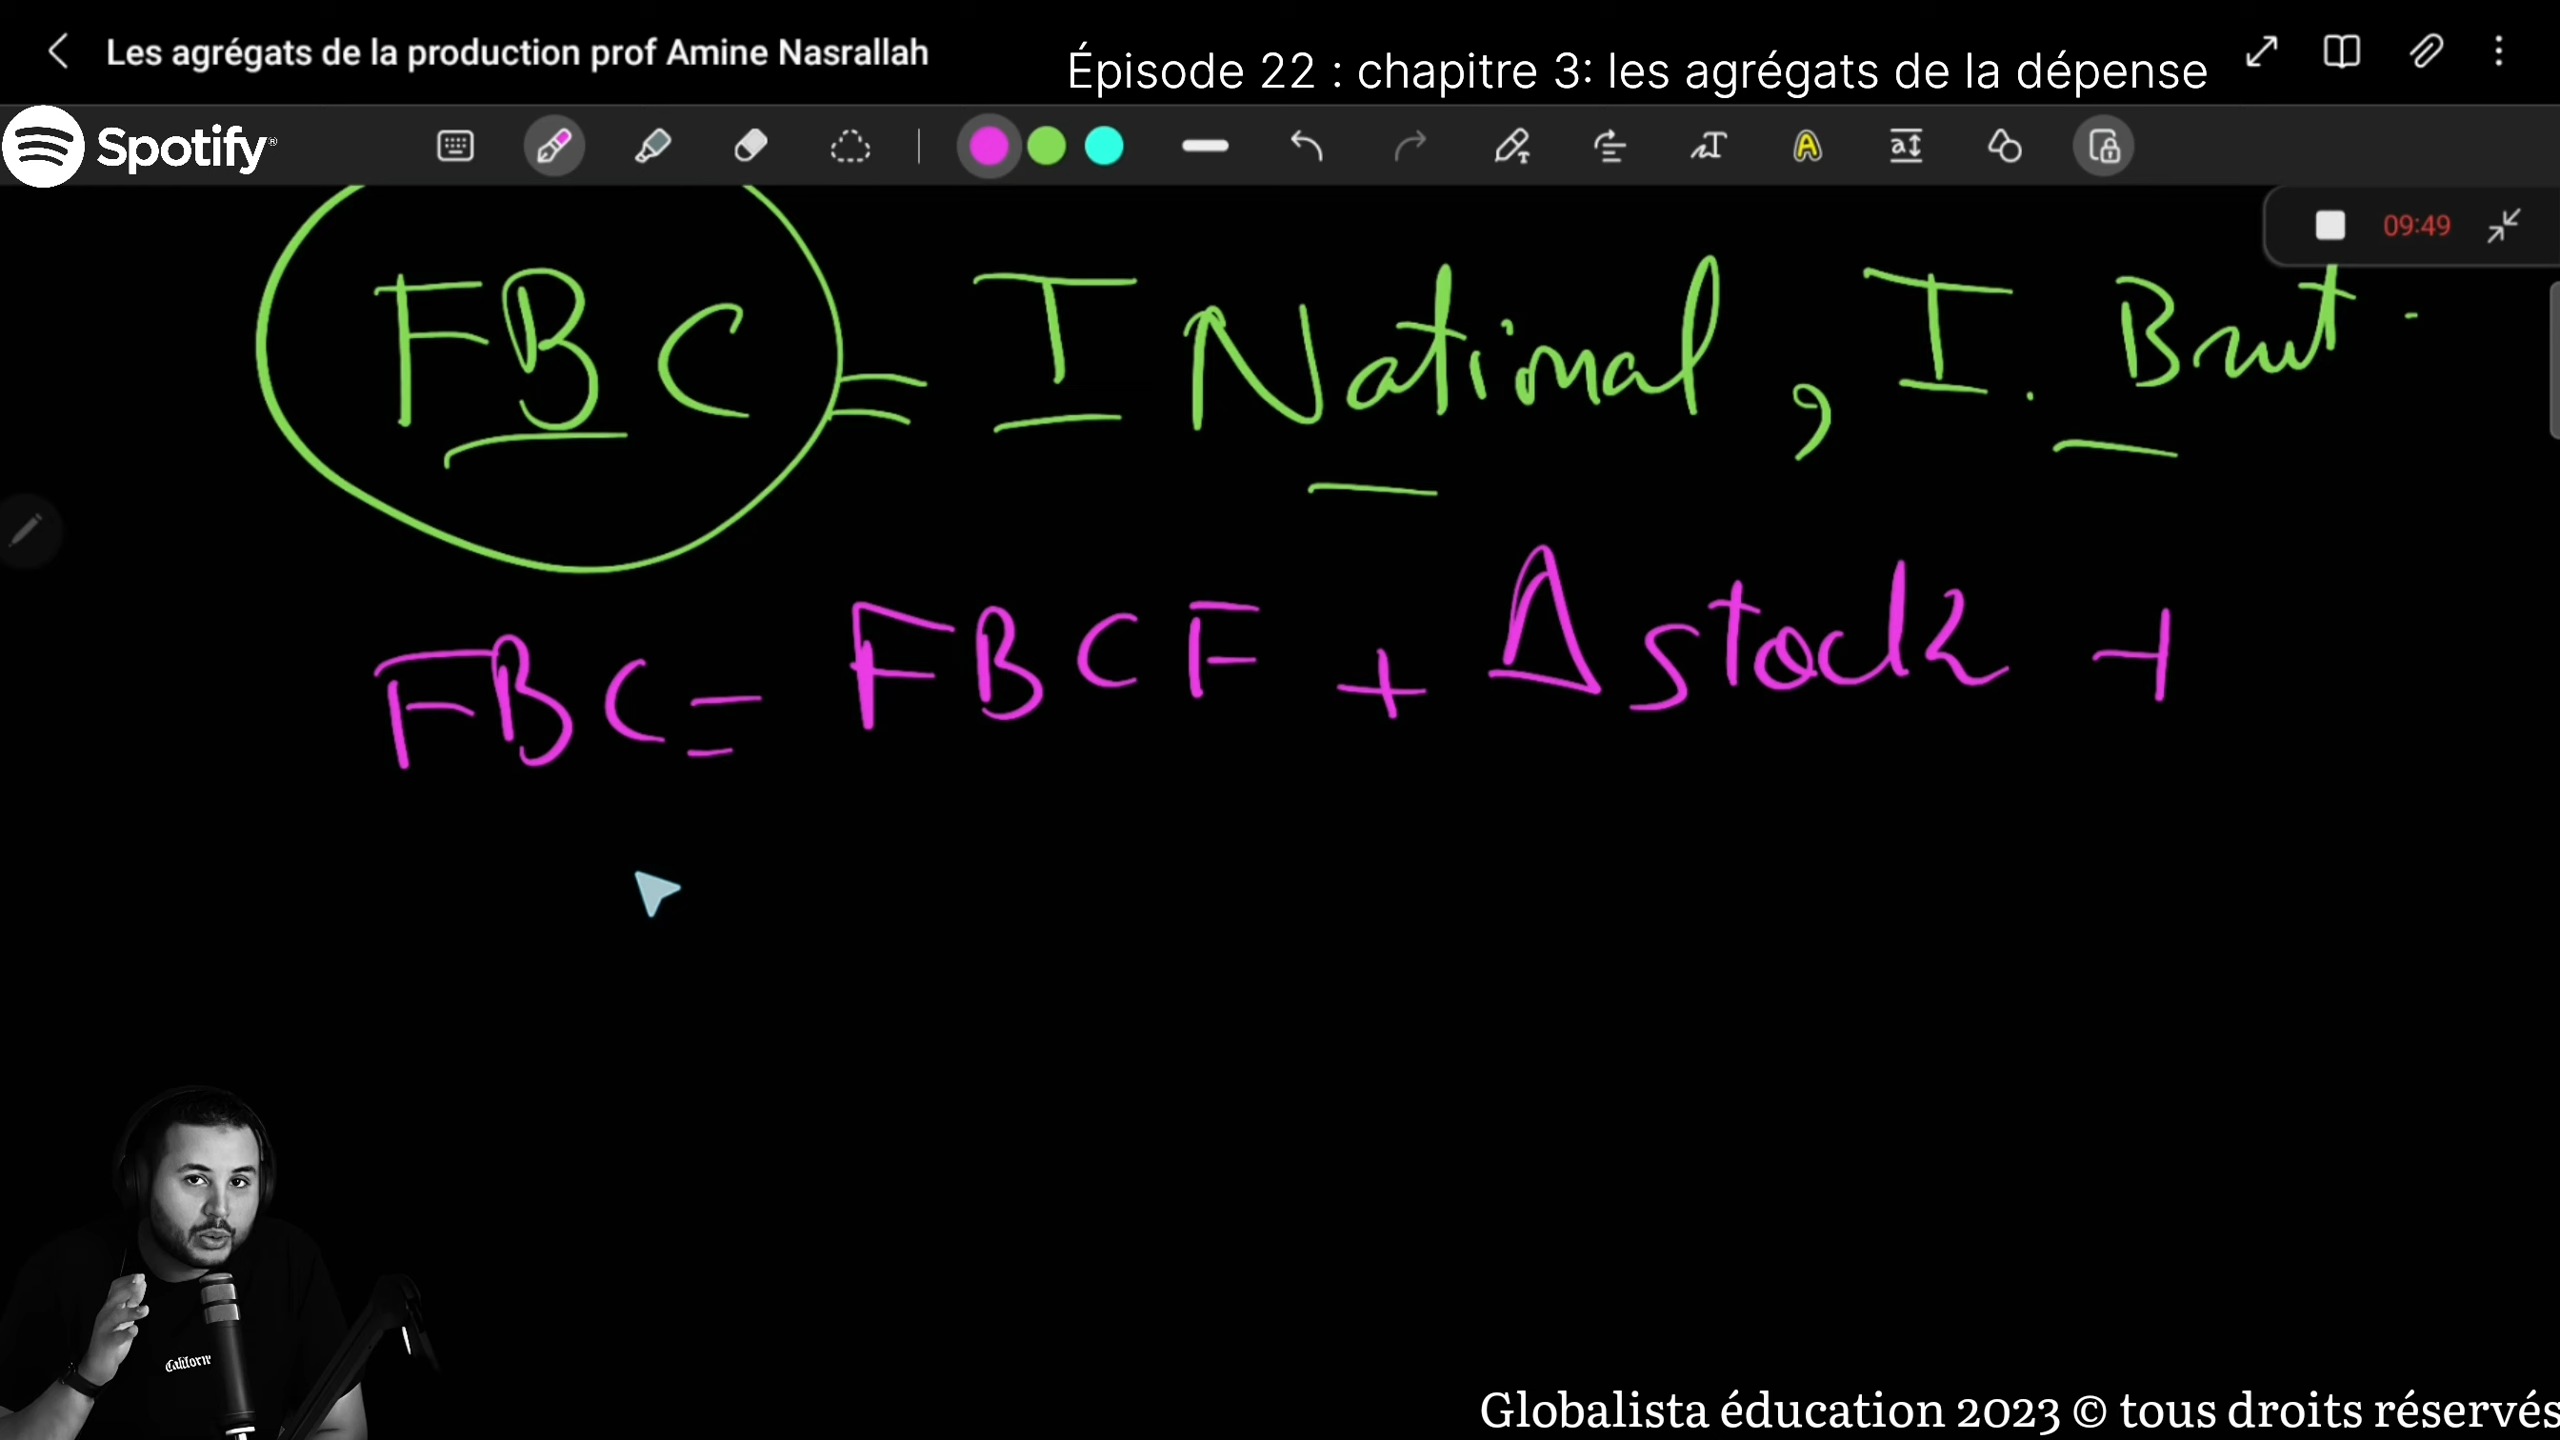 Les agrégats de la production prof Amine Nasrallah
Épisode 22 : chapitre 3: les agrégats de la dépense
Spotify®
09:49
FBC = I National, I. Brut.
FBC = FBCF + Δ stock +
Globalista éducation 2023 © tous droits réservés